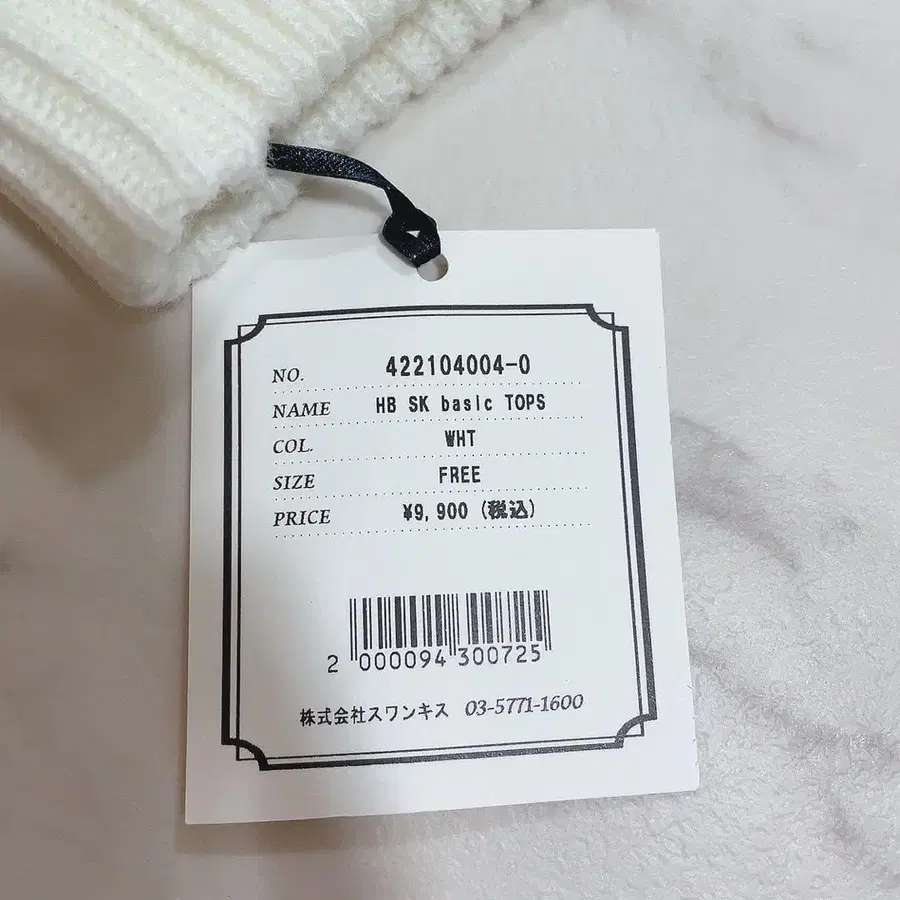 NO. 422104004-0
NAME HB SK basic TOPS
COL. WHT
SIZE FREE
PRICE ¥9,900 (税込)
2 000094 300725
株式会社スワンキス 03-5771-1600